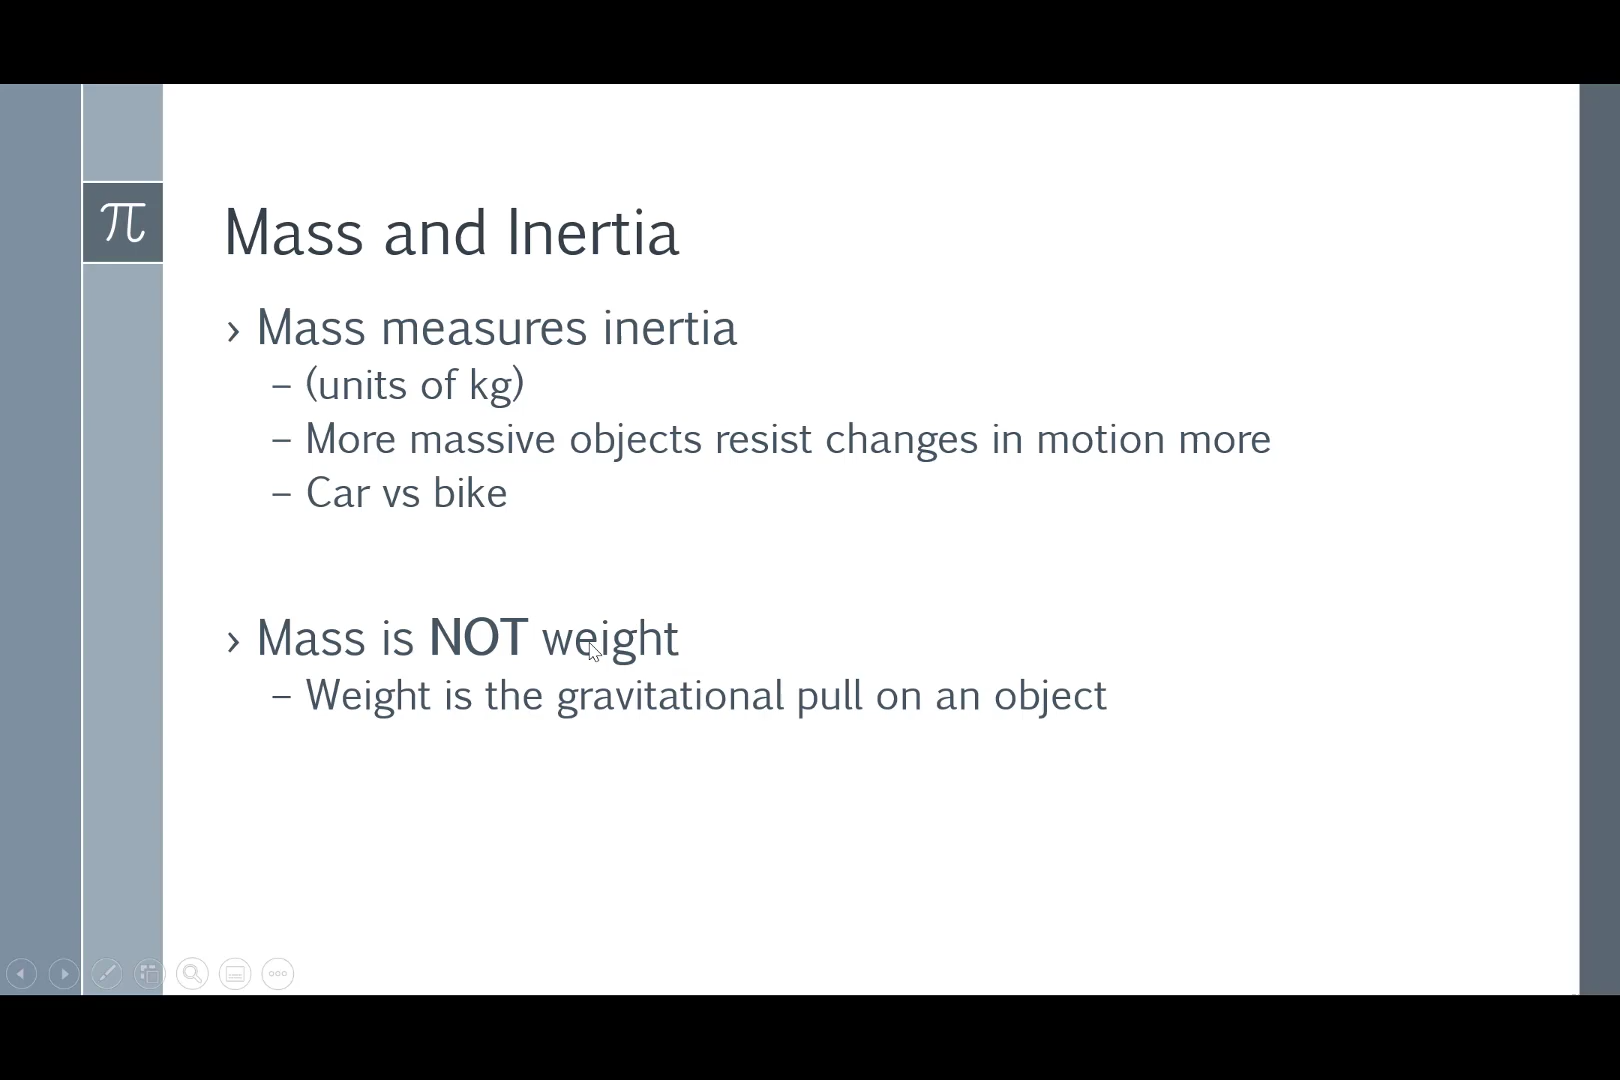 π
Mass and Inertia
› Mass measures inertia
– (units of kg)
– More massive objects resist changes in motion more
– Car vs bike
› Mass is NOT weight
– Weight is the gravitational pull on an object